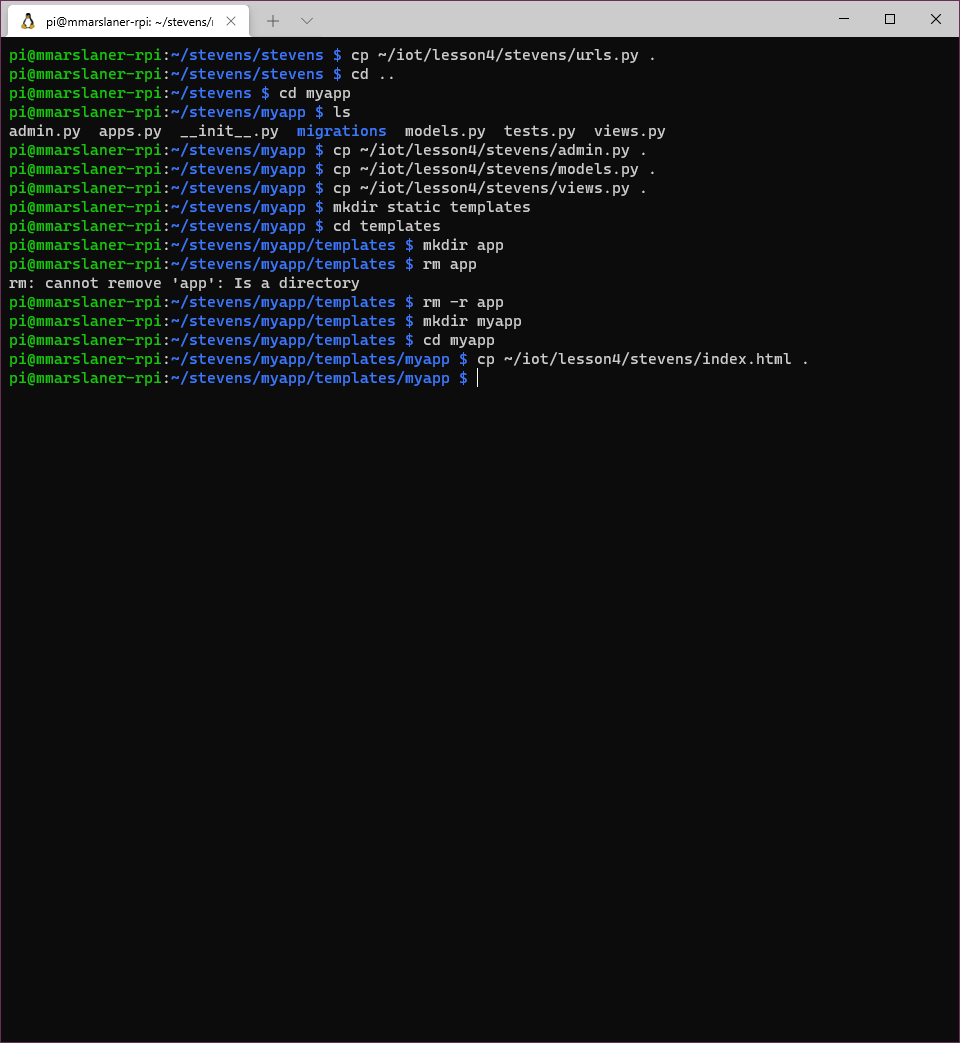 pi@mmarslaner-rpi: ~/stevens/
pi@mmarslaner-rpi:~/stevens/stevens $ cp ~/iot/lesson4/stevens/urls.py .
pi@mmarslaner-rpi:~/stevens/stevens $ cd ..
pi@mmarslaner-rpi:~/stevens $ cd myapp
pi@mmarslaner-rpi:~/stevens/myapp $ ls
admin.py  apps.py  __init__.py  migrations  models.py  tests.py  views.py
pi@mmarslaner-rpi:~/stevens/myapp $ cp ~/iot/lesson4/stevens/admin.py .
pi@mmarslaner-rpi:~/stevens/myapp $ cp ~/iot/lesson4/stevens/models.py .
pi@mmarslaner-rpi:~/stevens/myapp $ cp ~/iot/lesson4/stevens/views.py .
pi@mmarslaner-rpi:~/stevens/myapp $ mkdir static templates
pi@mmarslaner-rpi:~/stevens/myapp $ cd templates
pi@mmarslaner-rpi:~/stevens/myapp/templates $ mkdir app
pi@mmarslaner-rpi:~/stevens/myapp/templates $ rm app
rm: cannot remove 'app': Is a directory
pi@mmarslaner-rpi:~/stevens/myapp/templates $ rm -r app
pi@mmarslaner-rpi:~/stevens/myapp/templates $ mkdir myapp
pi@mmarslaner-rpi:~/stevens/myapp/templates $ cd myapp
pi@mmarslaner-rpi:~/stevens/myapp/templates/myapp $ cp ~/iot/lesson4/stevens/index.html .
pi@mmarslaner-rpi:~/stevens/myapp/templates/myapp $